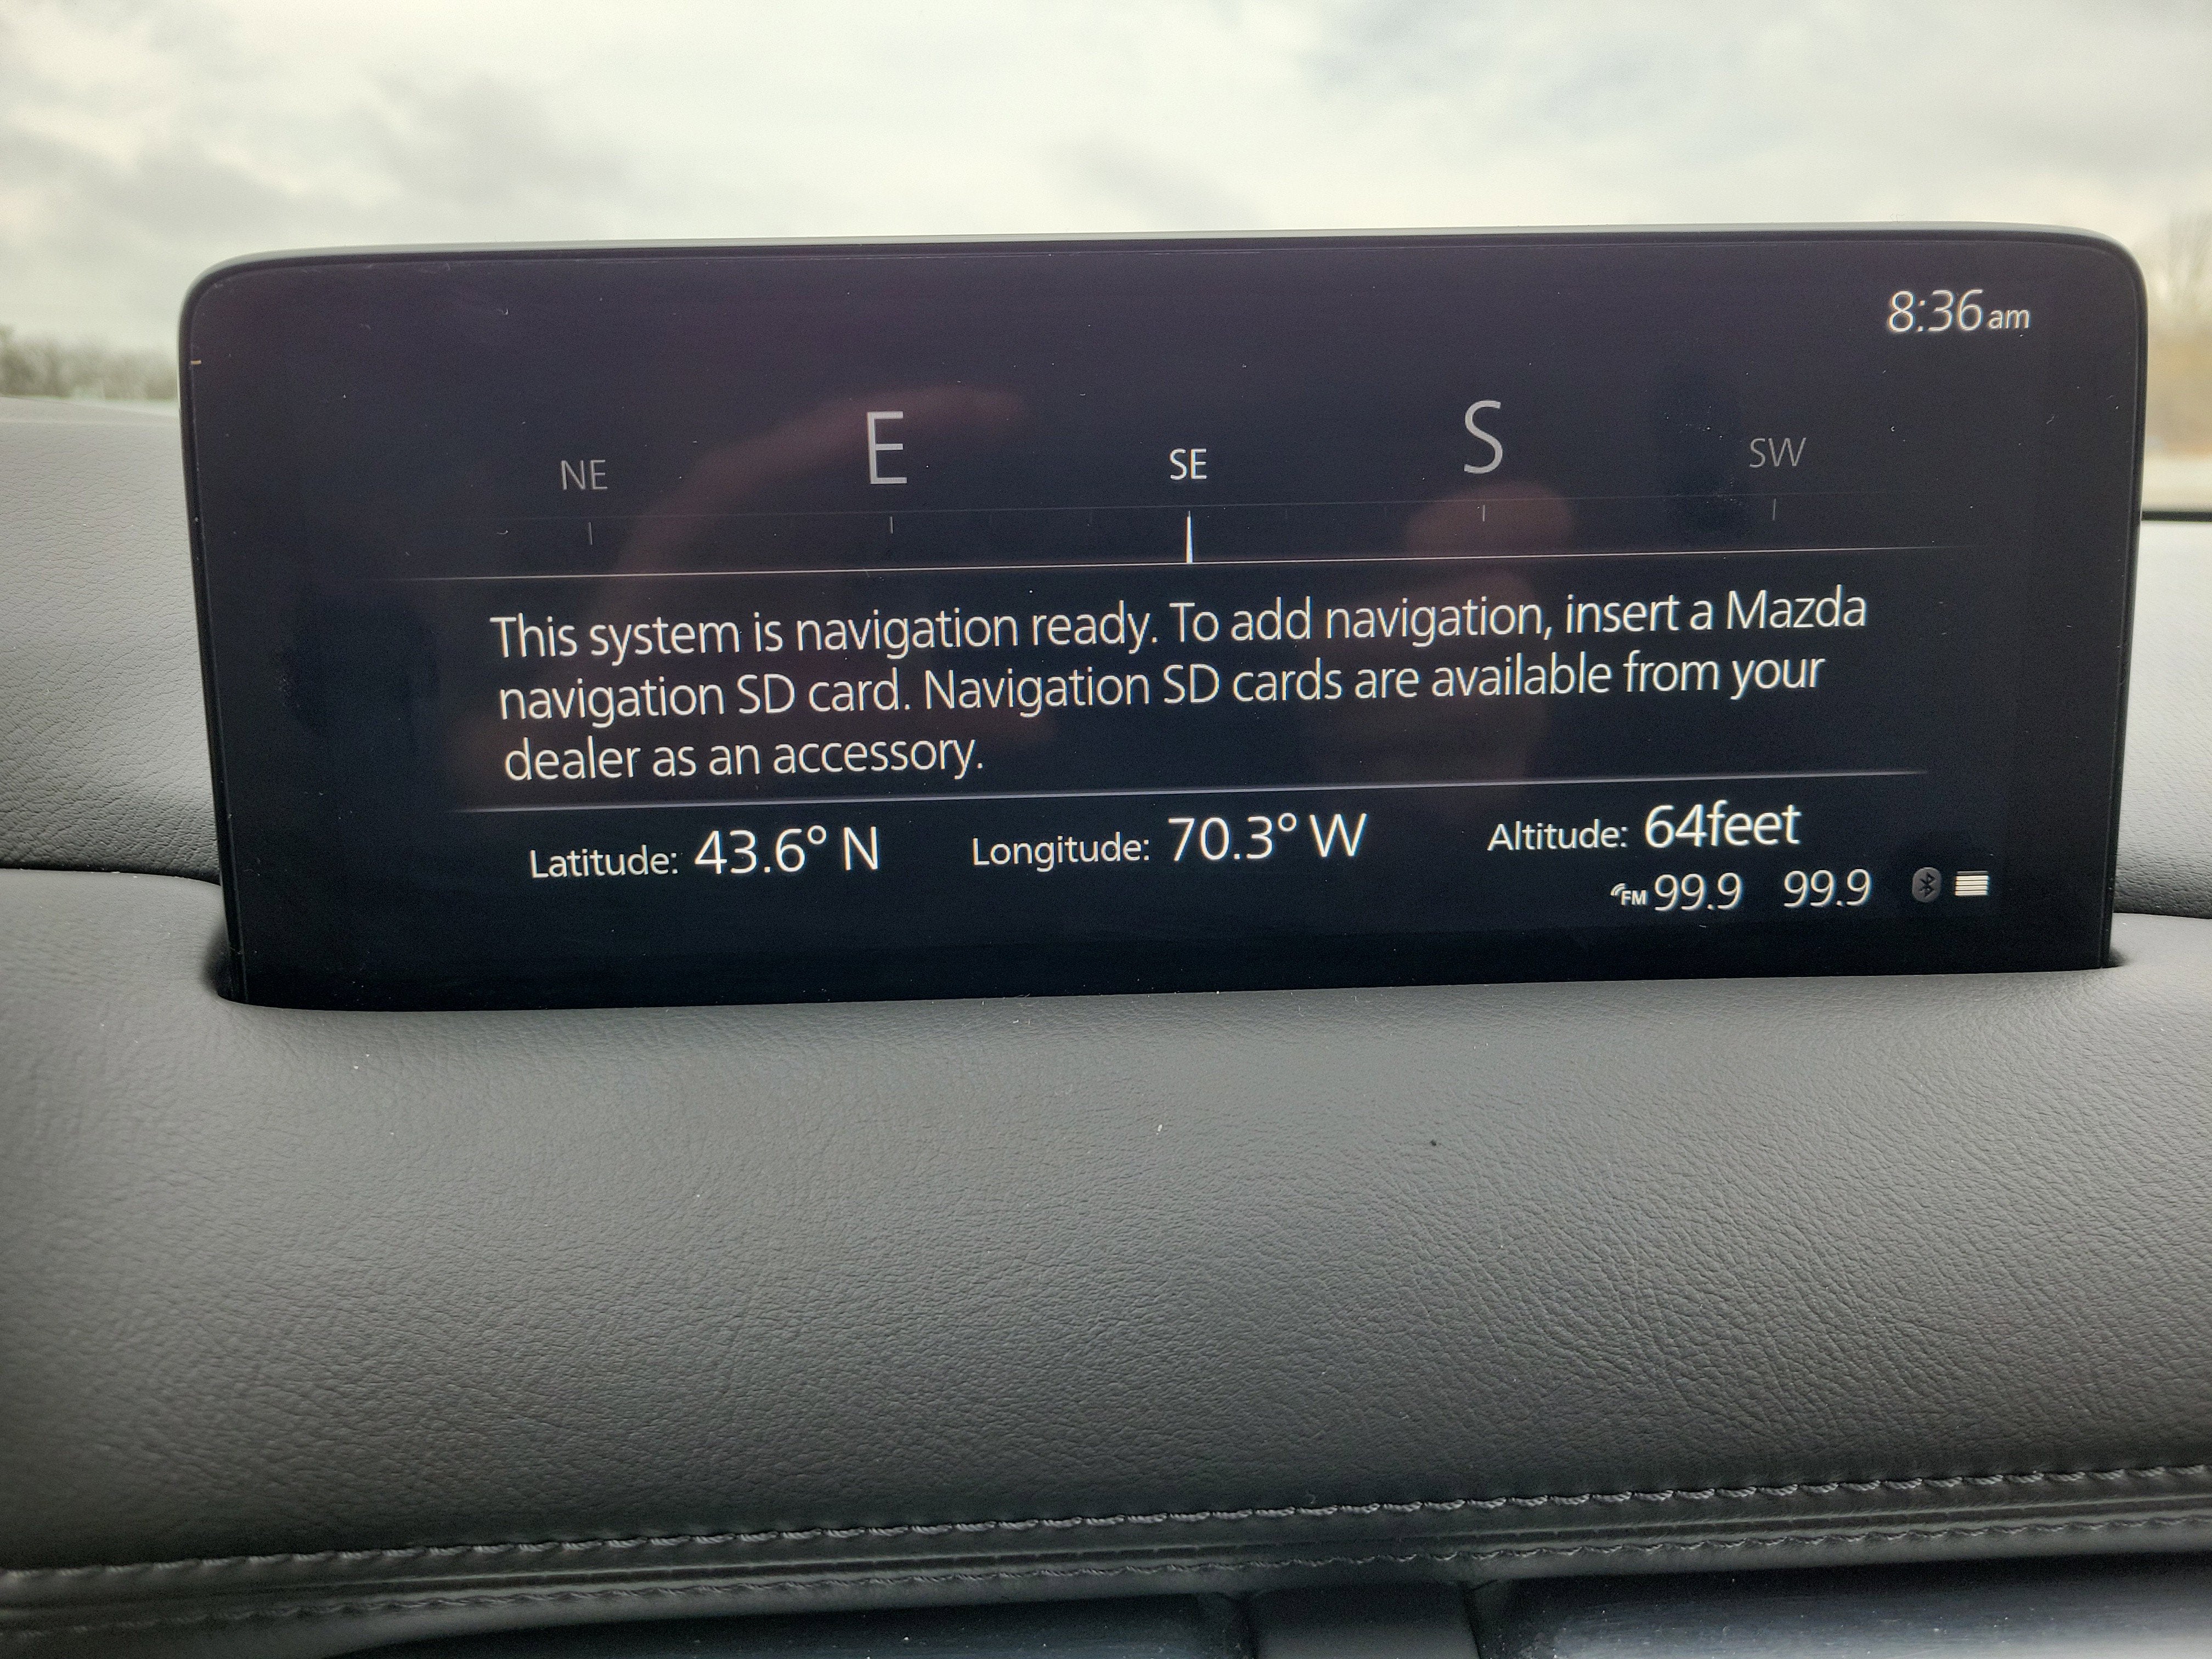 8:36 am
NE E SE S SW
This system is navigation ready. To add navigation, insert a Mazda
navigation SD card. Navigation SD cards are available from your
dealer as an accessory.
Latitude: 43.6° N Longitude: 70.3° W Altitude: 64feet
FM 99.9 99.9